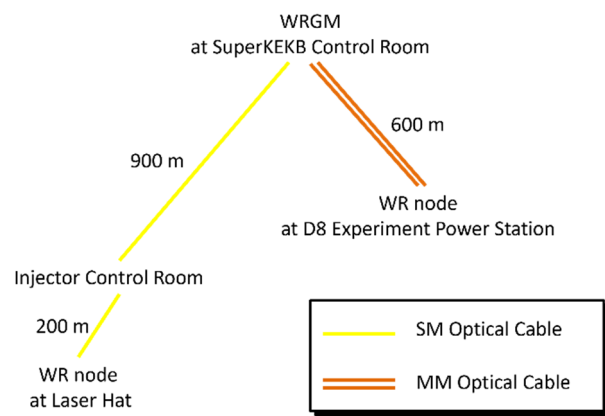 WRGM
at SuperKEKB Control Room
600 m
900 m
WR node
at D8 Experiment Power Station
Injector Control Room
200 m
WR node
at Laser Hat
SM Optical Cable
MM Optical Cable